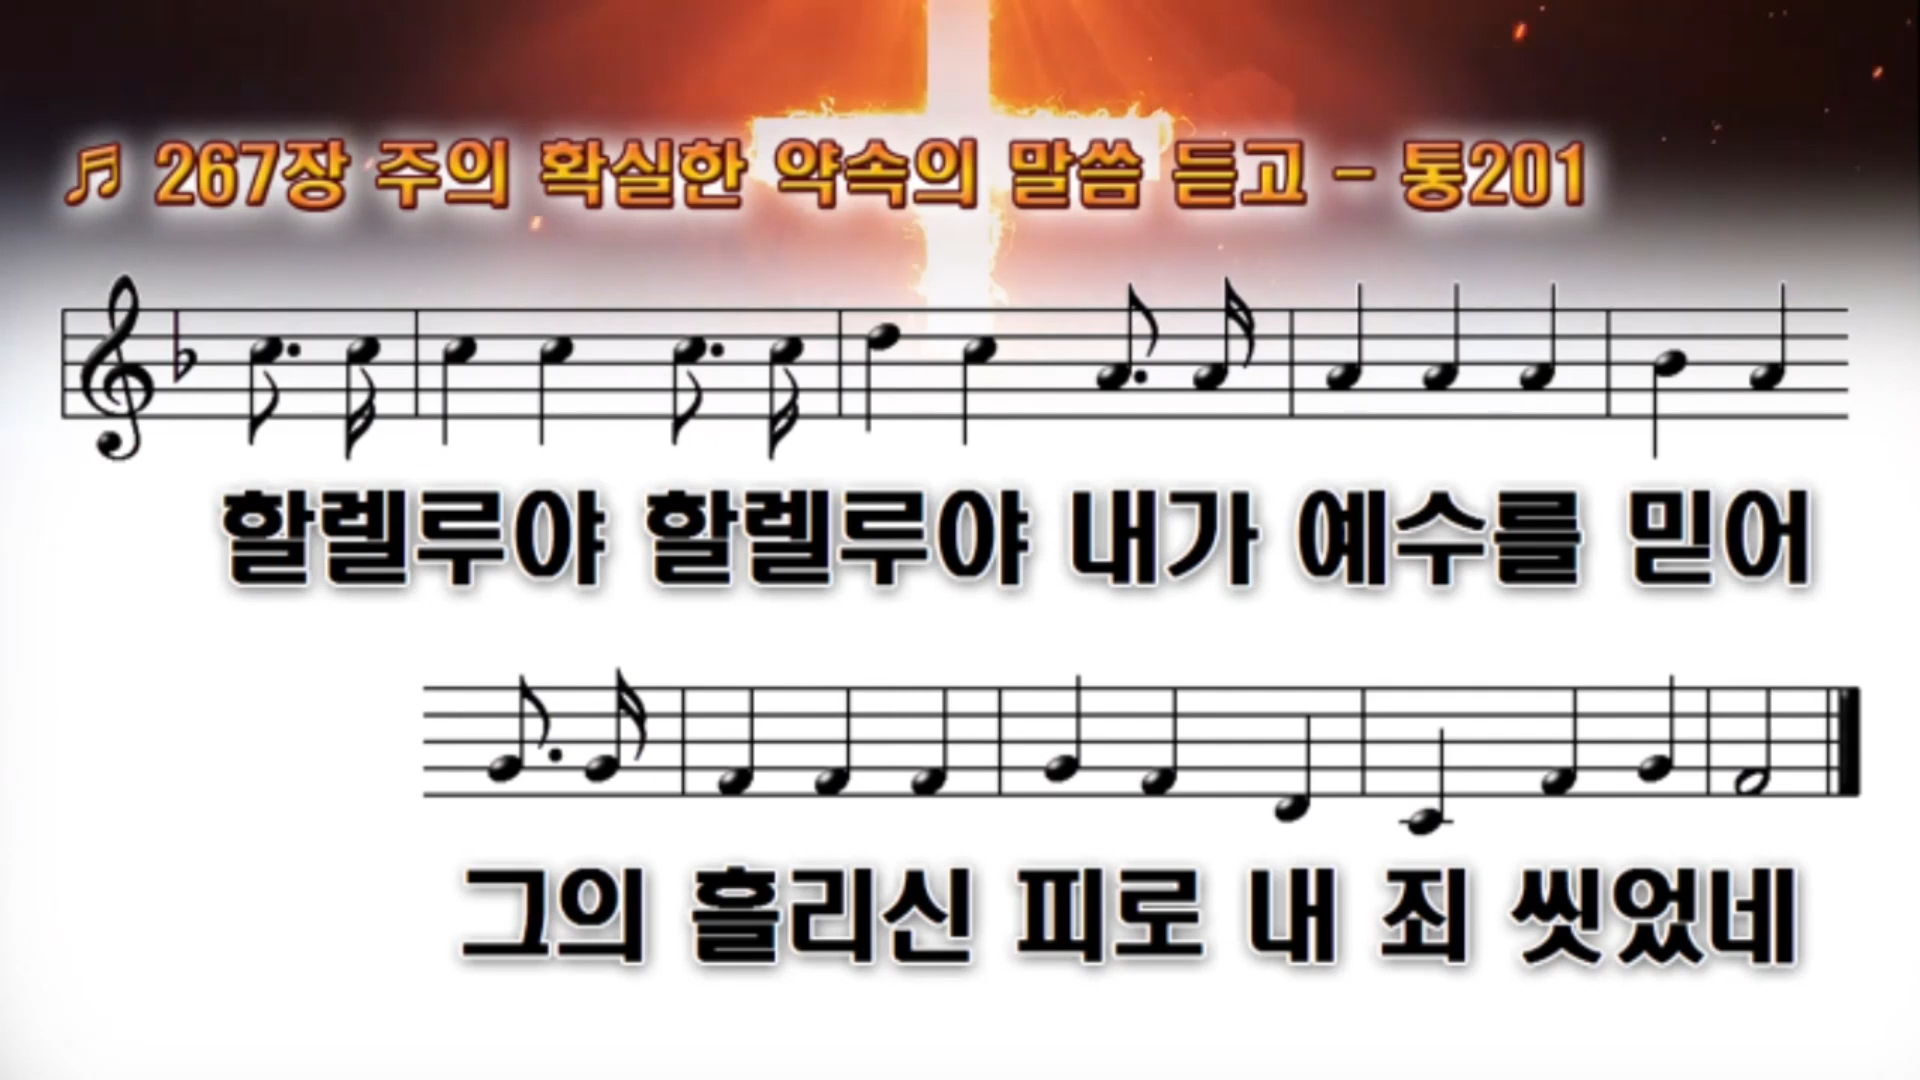 ♬ 267장 주의 확실한 약속의 말씀 듣고 - 통201
할렐루야 할렐루야 내가 예수를 믿어
그의 흘리신 피로 내 죄 씻었네